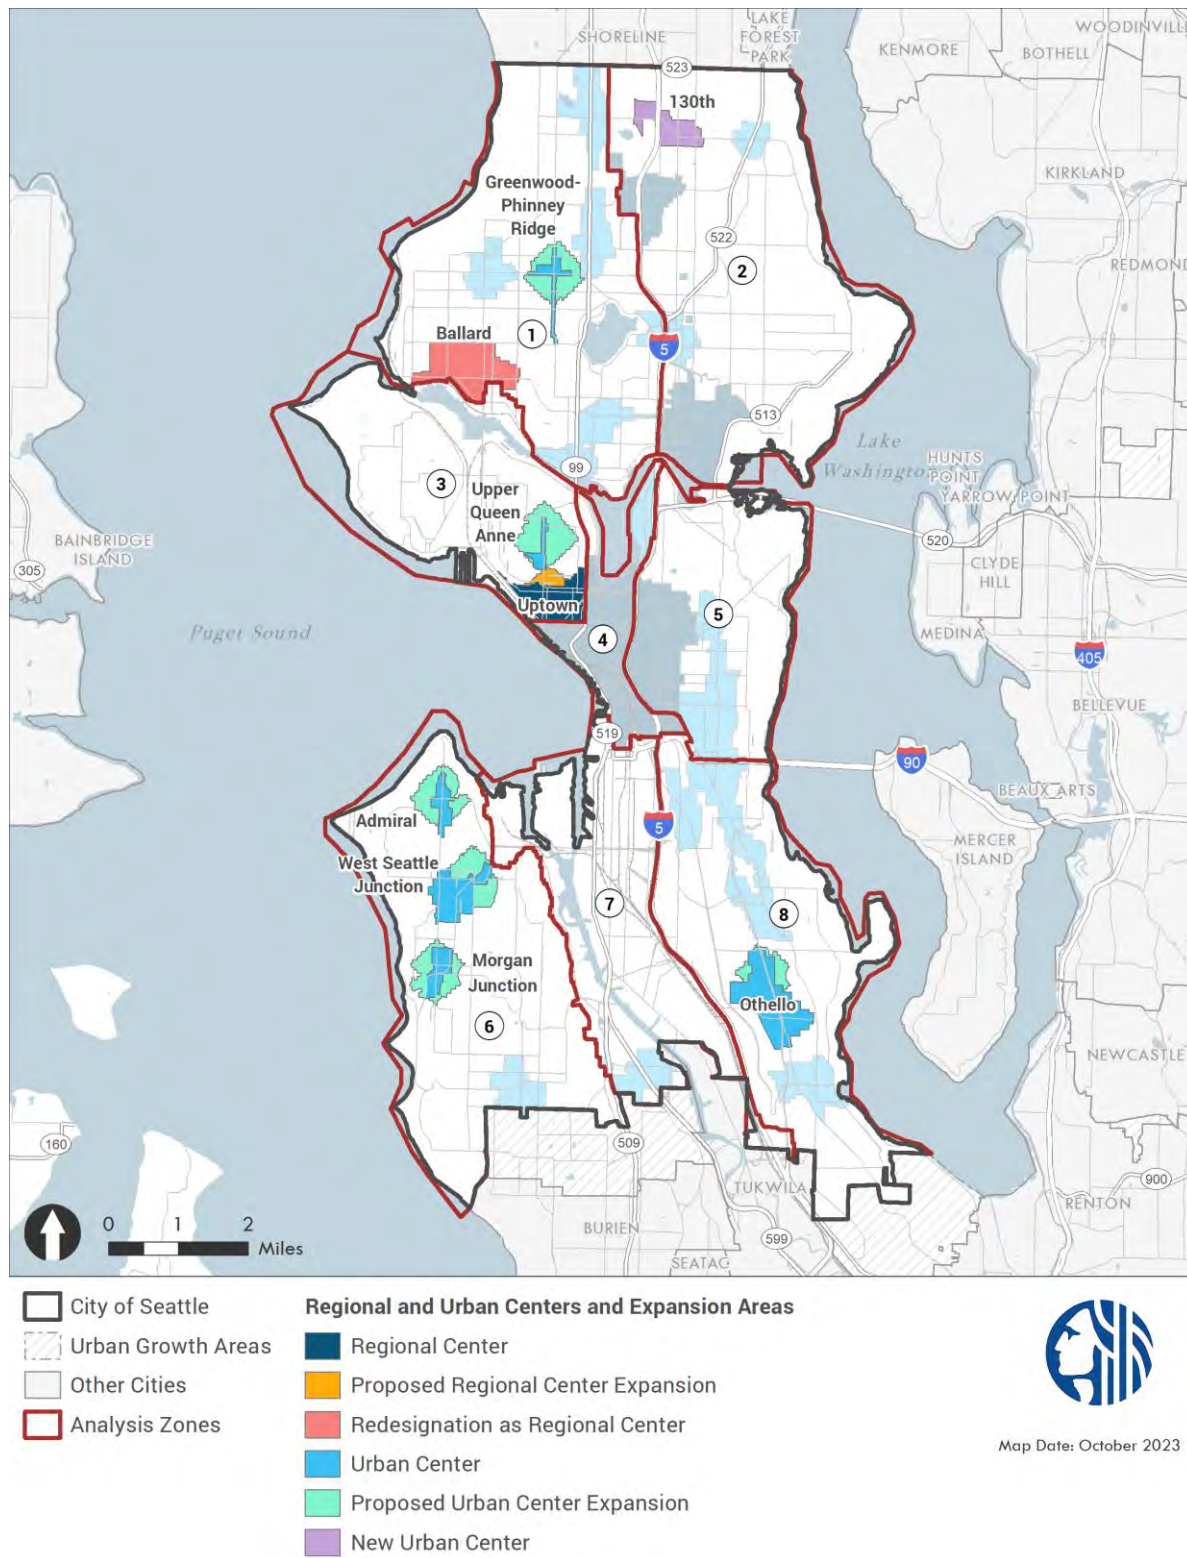 SHORELINE
LAKE
FOREST
PARK
KENMORE
BOTHELL
WOODINVILLE
523
130th
Greenwood-
Phinney
Ridge
KIRKLAND
522
2
REDMOND
Ballard
1
5
513
Lake
Washington
99
HUNTS
POINT
YARROW POINT
3
Upper
Queen
Anne
520
BAINBRIDGE
ISLAND
305
CLYDE
HILL
Uptown
5
MEDINA
Puget Sound
4
405
BELLEVUE
519
90
BEAUX ARTS
Admiral
5
MERCER
ISLAND
West Seattle
Junction
7
8
Morgan
Junction
Othello
6
NEWCASTLE
160
509
TUKWILA
900
RENTON
BURIEN
599
SEATAC
0 1 2
Miles
City of Seattle
Urban Growth Areas
Other Cities
Analysis Zones
Regional and Urban Centers and Expansion Areas
Regional Center
Proposed Regional Center Expansion
Redesignation as Regional Center
Urban Center
Proposed Urban Center Expansion
New Urban Center
Map Date: October 2023